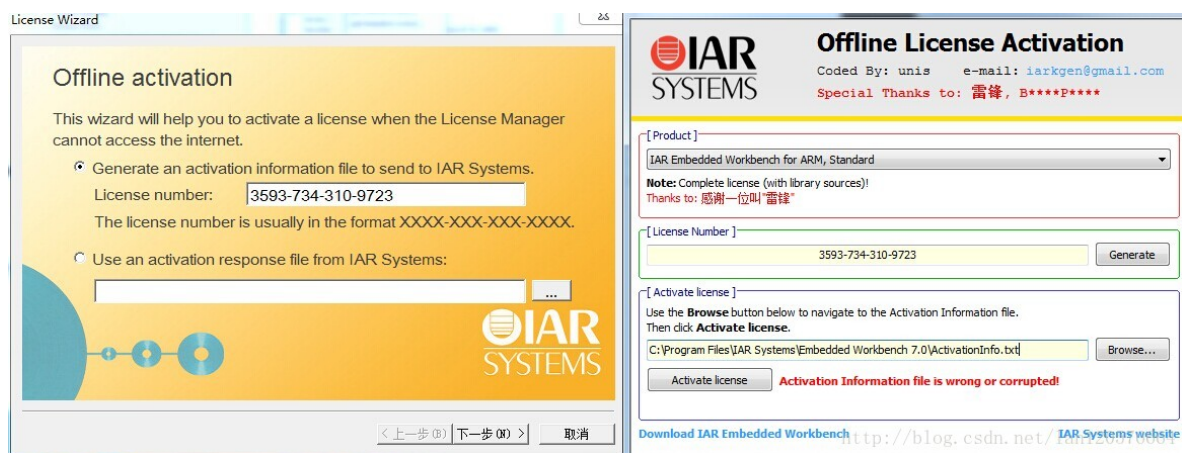 License Wizard
Offline activation
This wizard will help you to activate a license when the License Manager
cannot access the internet.
Generate an activation information file to send to IAR Systems.
License number: 3593-734-310-9723
The license number is usually in the format XXXX-XXX-XXX-XXXX.
Use an activation response file from IAR Systems:
...
IAR
SYSTEMS
<上一步(B) 下一步(N) > 取消
IAR
SYSTEMS
Offline License Activation
Coded By: unis e-mail: iarkgen@gmail.com
Special Thanks to: 雷锋, B****P****
[ Product ]
IAR Embedded Workbench for ARM, Standard
Note: Complete license (with library sources)!
Thanks to: 感谢一位叫"雷锋"
[ License Number ]
3593-734-310-9723 Generate
[ Activate license ]
Use the Browse button below to navigate to the Activation Information file.
Then click Activate license.
C:\Program Files\IAR Systems\Embedded Workbench 7.0\ActivationInfo.txt Browse...
Activate license Activation Information file is wrong or corrupted!
Download IAR Embedded Workbench IAR Systems website